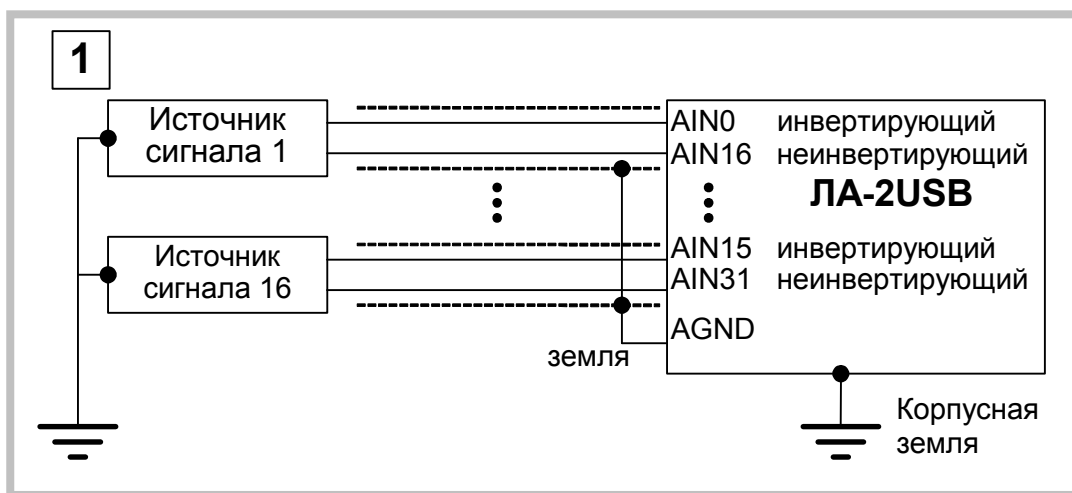 1
Источник
сигнала 1
AIN0 инвертирующий
AIN16 неинвертирующий
ЛА-2USB
Источник
сигнала 16
AIN15 инвертирующий
AIN31 неинвертирующий
AGND
земля
Корпусная
земля